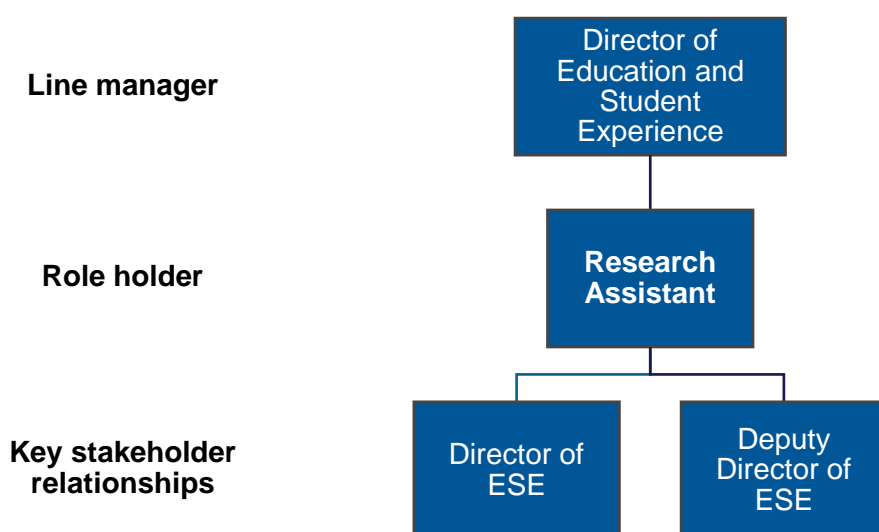 Line manager
Director of
Education and
Student
Experience
Role holder
Research
Assistant
Key stakeholder
relationships
Director of
ESE
Deputy
Director of
ESE